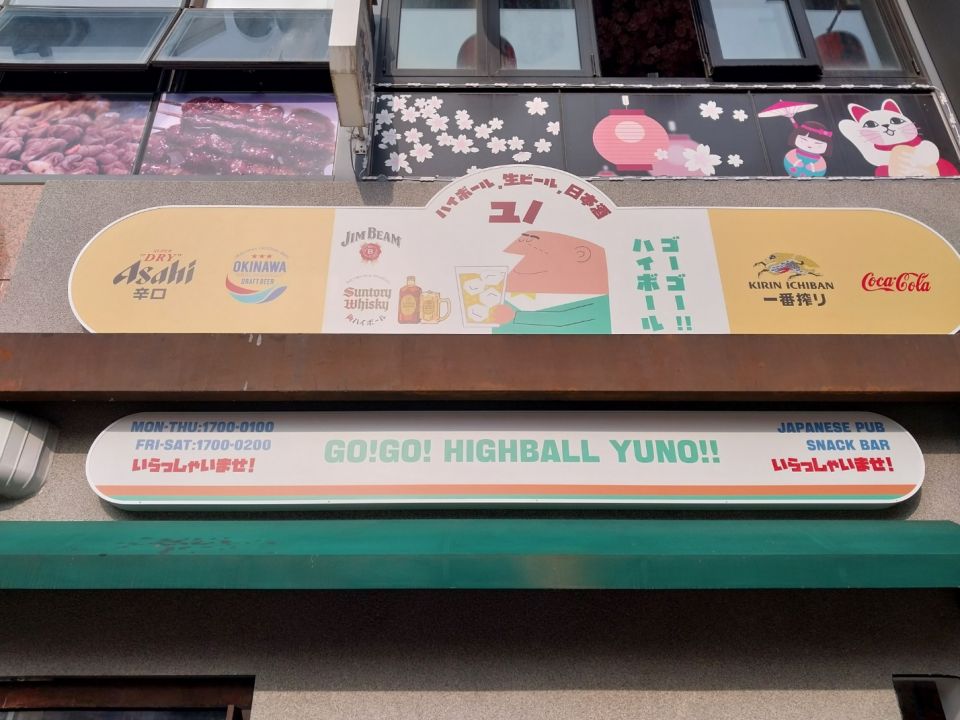 ハイボール,生ビール,日本酒
ユノ
SUPER
"DRY"
Asahi
辛口
★★★
OKINAWA
DRAFT BEER
JIM BEAM
Suntory
Whisky
角ハイボール
ゴーゴー!!
ハイボール
KIRIN ICHIBAN
一番搾り
Coca-Cola
MON-THU:1700-0100
FRI-SAT:1700-0200
いらっしゃいませ!
GO!GO! HIGHBALL YUNO!!
JAPANESE PUB
SNACK BAR
いらっしゃいませ!